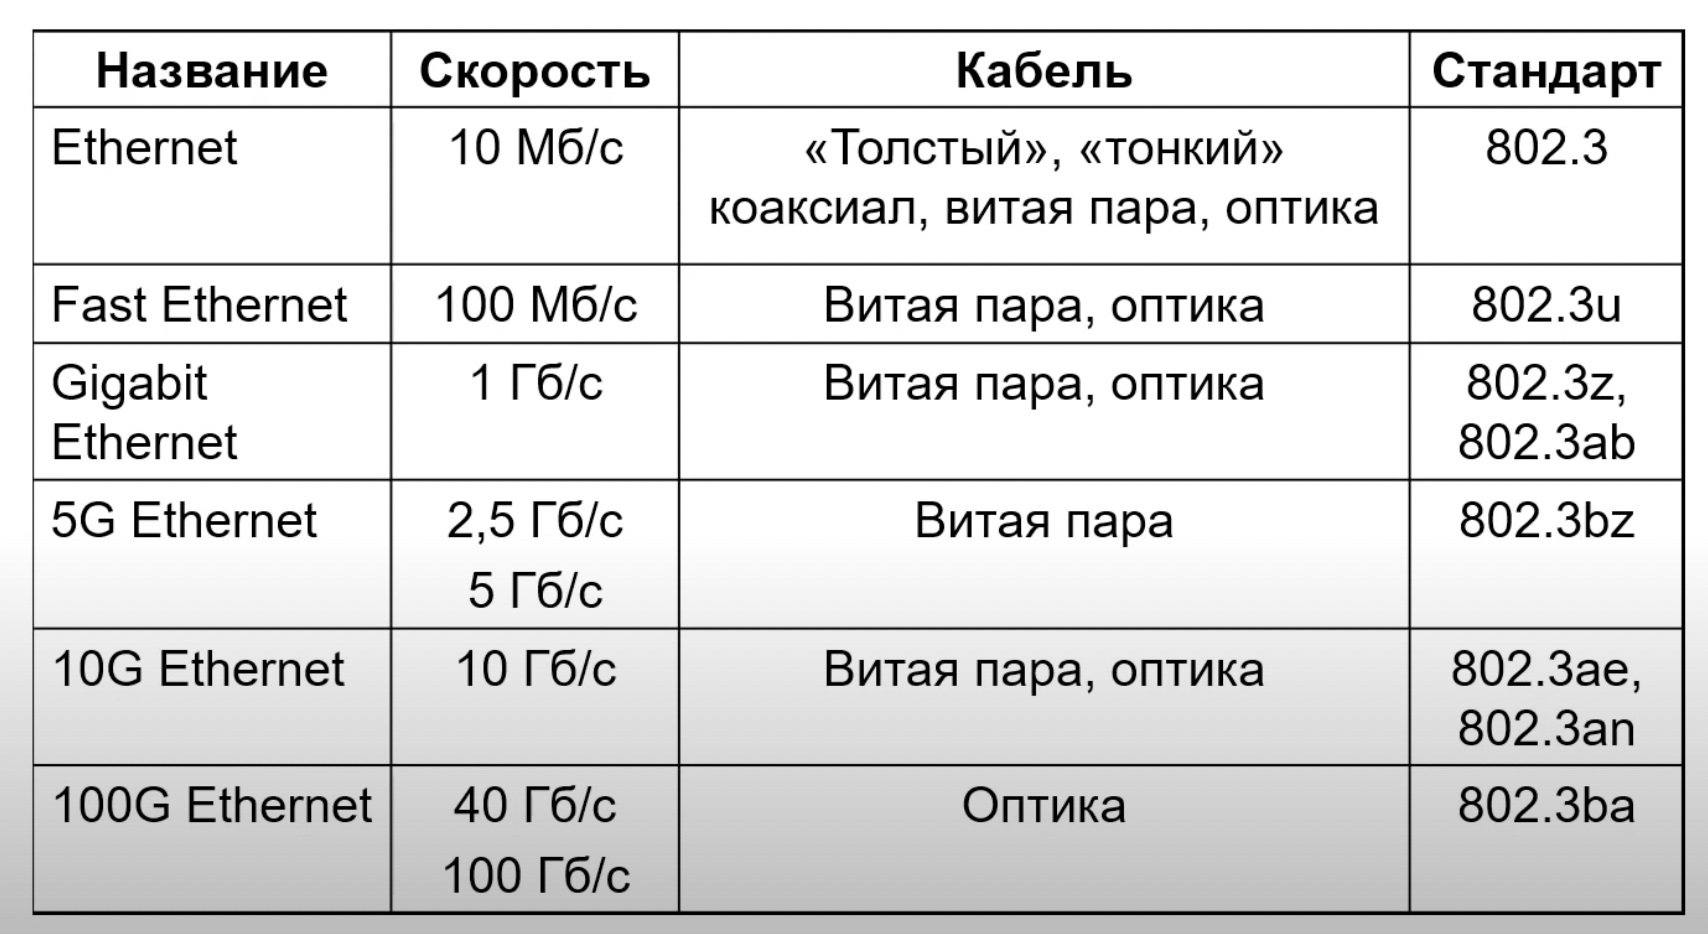 Название Скорость Кабель Стандарт
Ethernet 10 Мб/с «Толстый», «тонкий» 802.3
коаксиал, витая пара, оптика
Fast Ethernet 100 Мб/с Витая пара, оптика 802.3u
Gigabit 1 Гб/с Витая пара, оптика 802.3z,
Ethernet 802.3ab
5G Ethernet 2,5 Гб/с Витая пара 802.3bz
5 Гб/с
10G Ethernet 10 Гб/с Витая пара, оптика 802.3ae,
802.3an
100G Ethernet 40 Гб/с Оптика 802.3ba
100 Гб/с